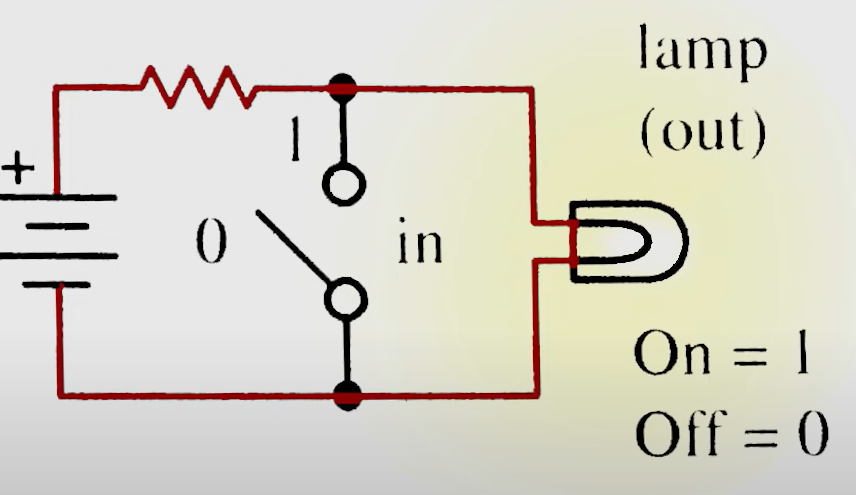 lamp
(out)
+
1
0
in
On = 1
Off = 0